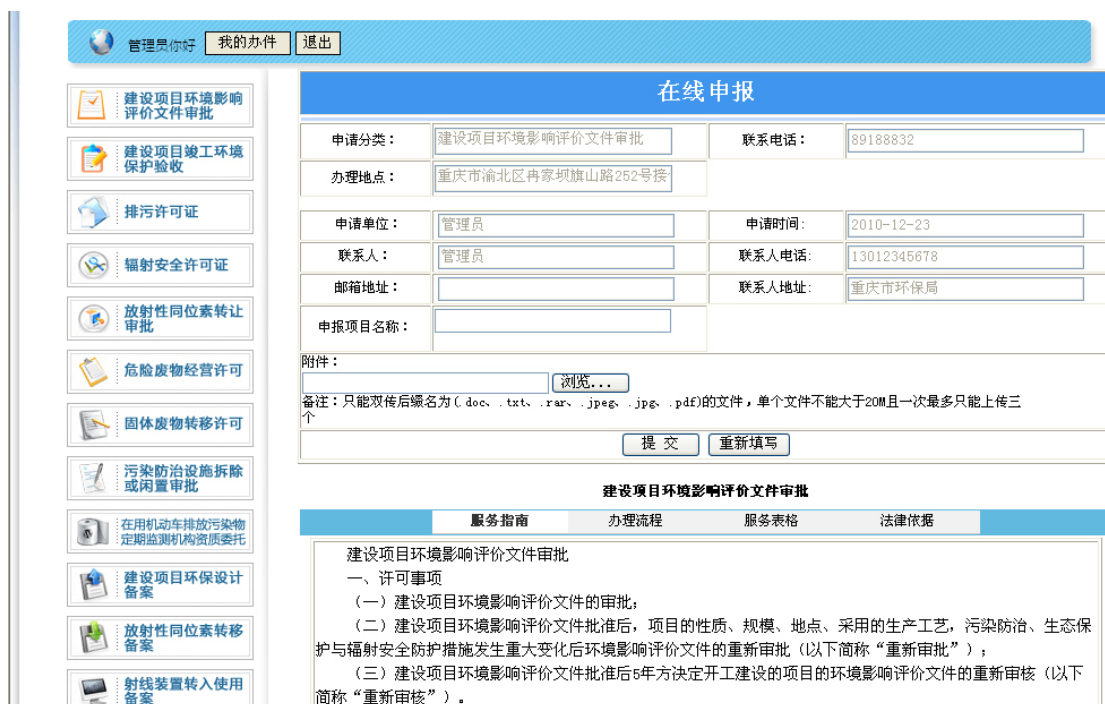 管理员你好 我的办件 退出
建设项目环境影响
评价文件审批
建设项目竣工环境
保护验收
排污许可证
辐射安全许可证
放射性同位素转让
审批
危险废物经营许可
固体废物转移许可
污染防治设施拆除
或闲置审批
在用机动车排放污染物
定期监测机构资质委托
建设项目环保设计
备案
放射性同位素转移
备案
射线装置转入使用
备案
在线申报
申请分类： 建设项目环境影响评价文件审批 联系电话： 89188832
办理地点： 重庆市渝北区冉家坝旗山路252号接
申请单位： 管理员 申请时间: 2010-12-23
联系人： 管理员 联系人电话: 13012345678
邮箱地址： 联系人地址: 重庆市环保局
申报项目名称：
附件：
浏览...
备注：只能双传后缀名为(.doc、.txt、.rar、.jpeg、.jpg、.pdf)的文件，单个文件不能大于20M且一次最多只能上传三
个
提 交 重新填写
建设项目环境影响评价文件审批
服务指南 办理流程 服务表格 法律依据
建设项目环境影响评价文件审批
一、许可事项
（一）建设项目环境影响评价文件的审批；
（二）建设项目环境影响评价文件批准后，项目的性质、规模、地点、采用的生产工艺，污染防治、生态保
护与辐射安全防护措施发生重大变化后环境影响评价文件的重新审批（以下简称“重新审批”）；
（三）建设项目环境影响评价文件批准后5年方决定开工建设的项目的环境影响评价文件的重新审核（以下
简称“重新审核”）。